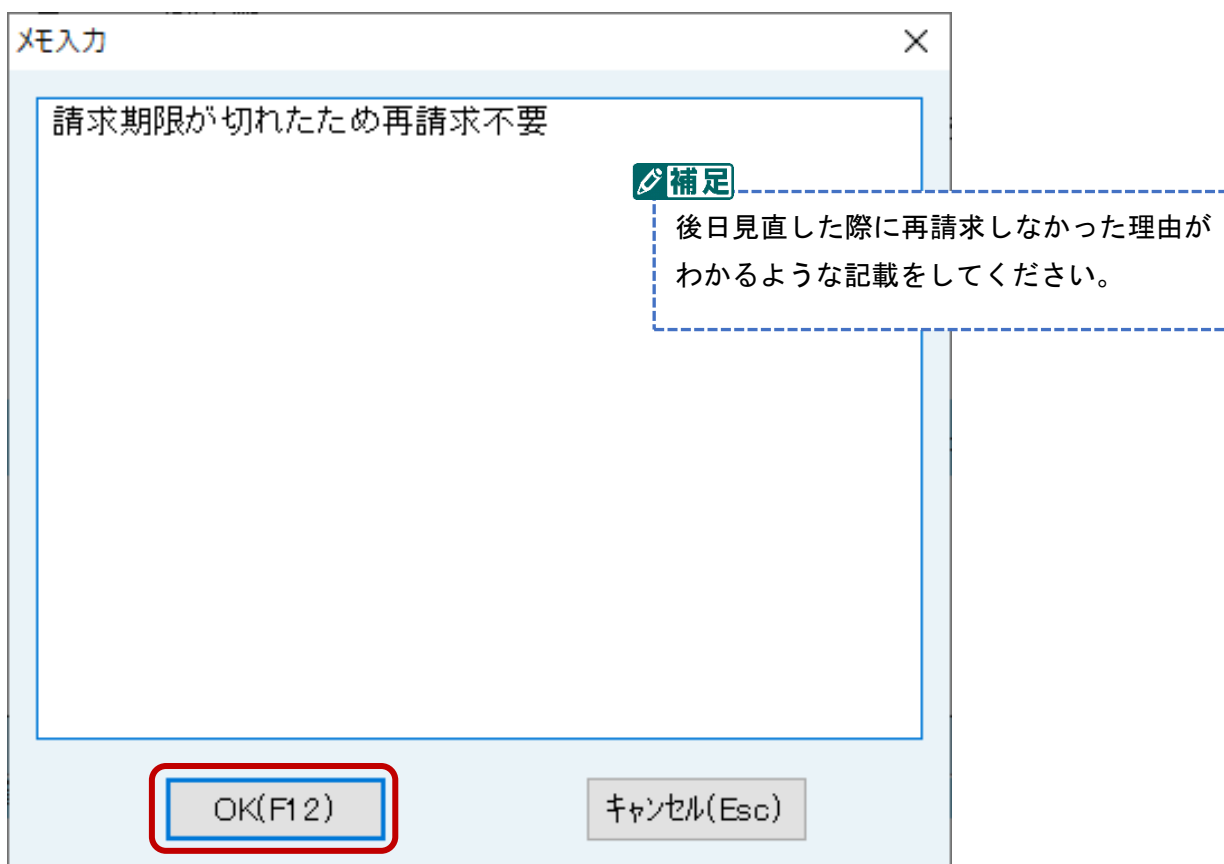 メモ入力
請求期限が切れたため再請求不要
補足
後日見直した際に再請求しなかった理由が
わかるような記載をしてください。
OK(F12)
キャンセル(Esc)